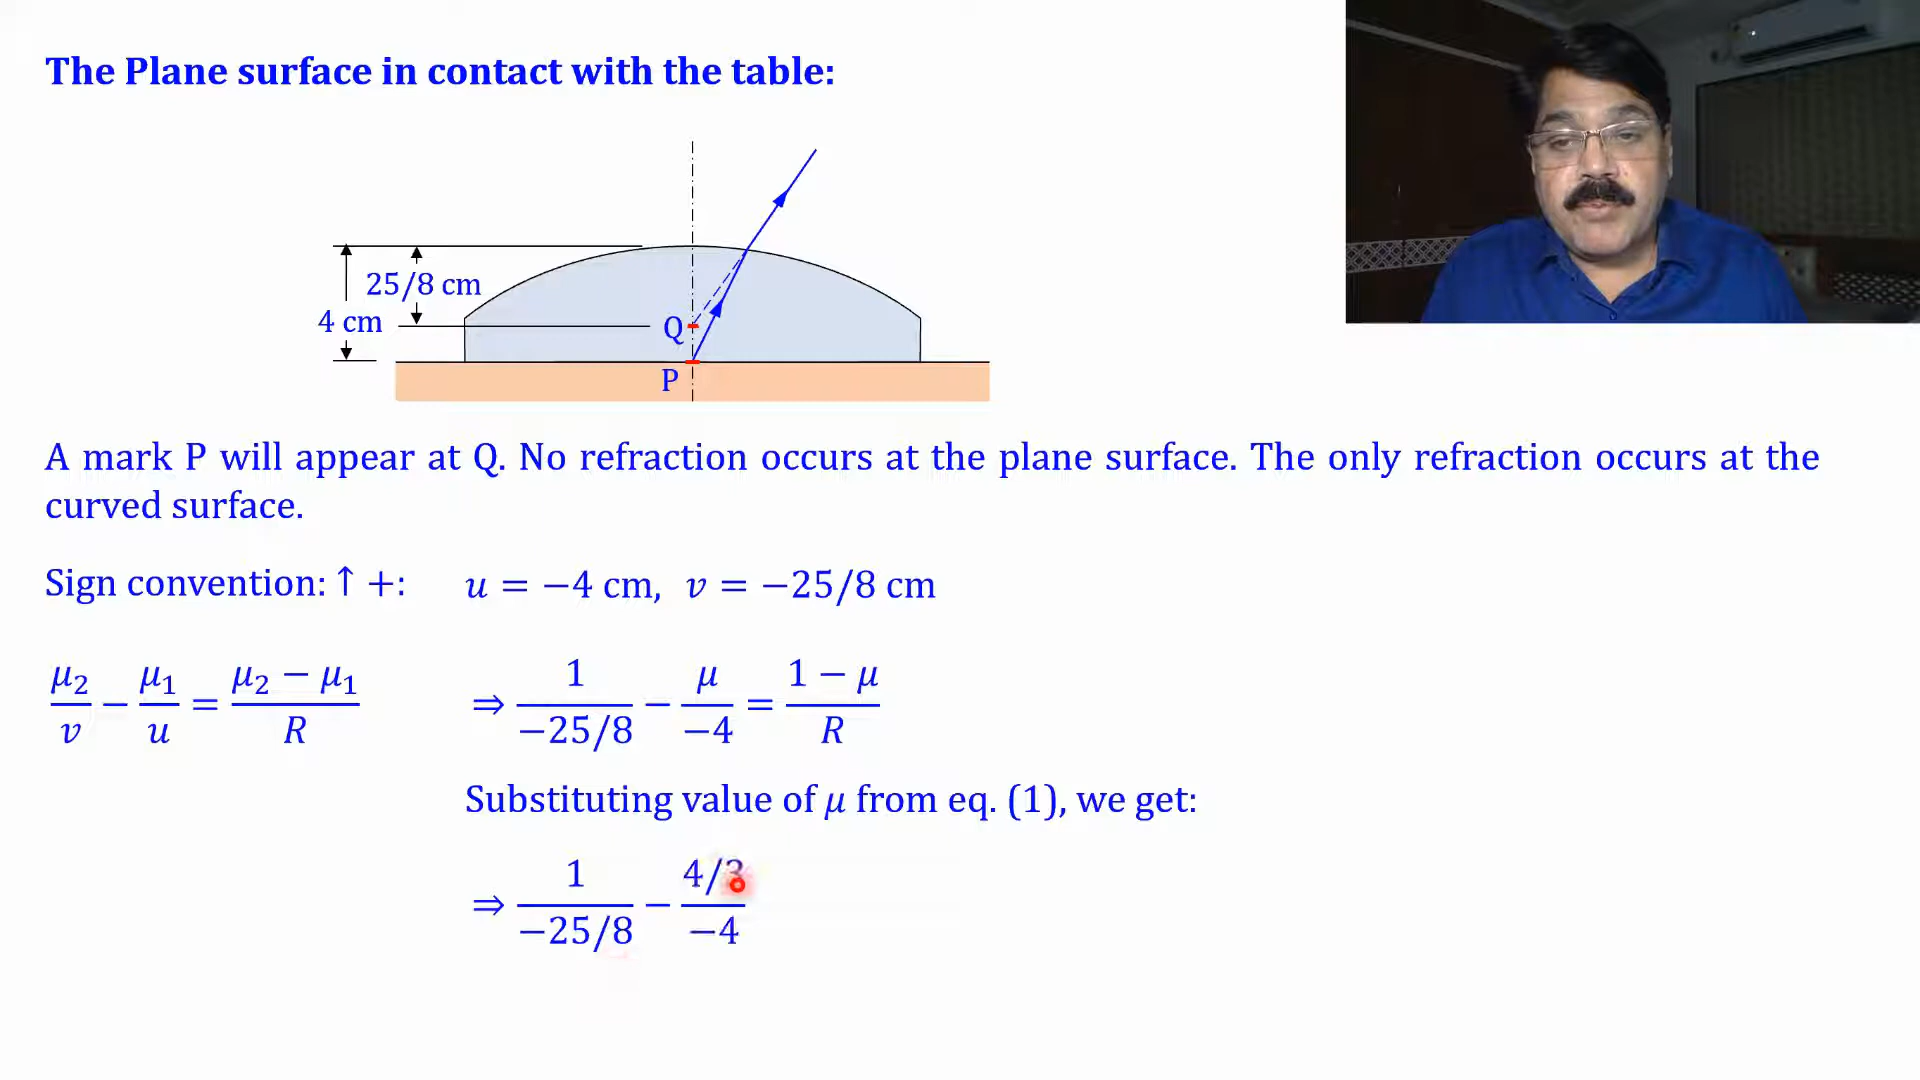 The Plane surface in contact with the table:
25/8 cm
4 cm
Q
P
A mark P will appear at Q. No refraction occurs at the plane surface. The only refraction occurs at the
curved surface.
Sign convention: ↑ +: u = −4 cm, v = −25/8 cm
μ₂/v − μ₁/u = (μ₂ − μ₁)/R ⇒ 1/(−25/8) − μ/(−4) = (1 − μ)/R
Substituting value of μ from eq. (1), we get:
⇒ 1/(−25/8) − (4/3)/(−4)